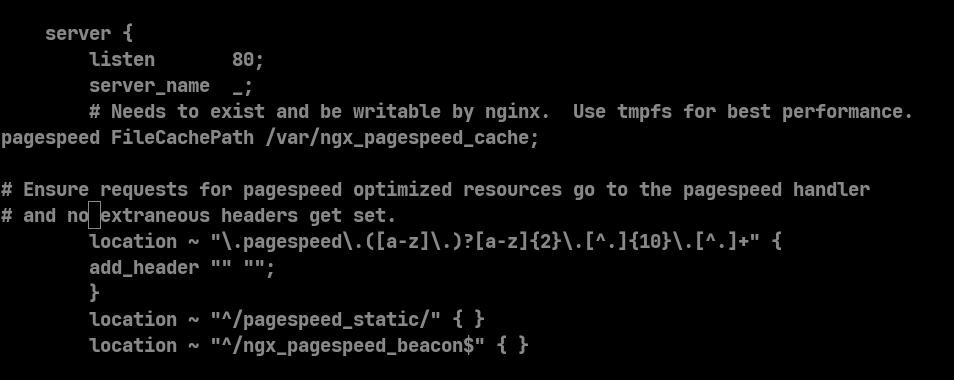 server {
listen       80;
server_name  _;
# Needs to exist and be writable by nginx.  Use tmpfs for best performance.
pagespeed FileCachePath /var/ngx_pagespeed_cache;
# Ensure requests for pagespeed optimized resources go to the pagespeed handler
# and no extraneous headers get set.
location ~ "\.pagespeed\.([a-z]\.)?[a-z]{2}\.[^.]{10}\.[^.]+" {
add_header "" "";
}
location ~ "^/pagespeed_static/" { }
location ~ "^/ngx_pagespeed_beacon$" { }